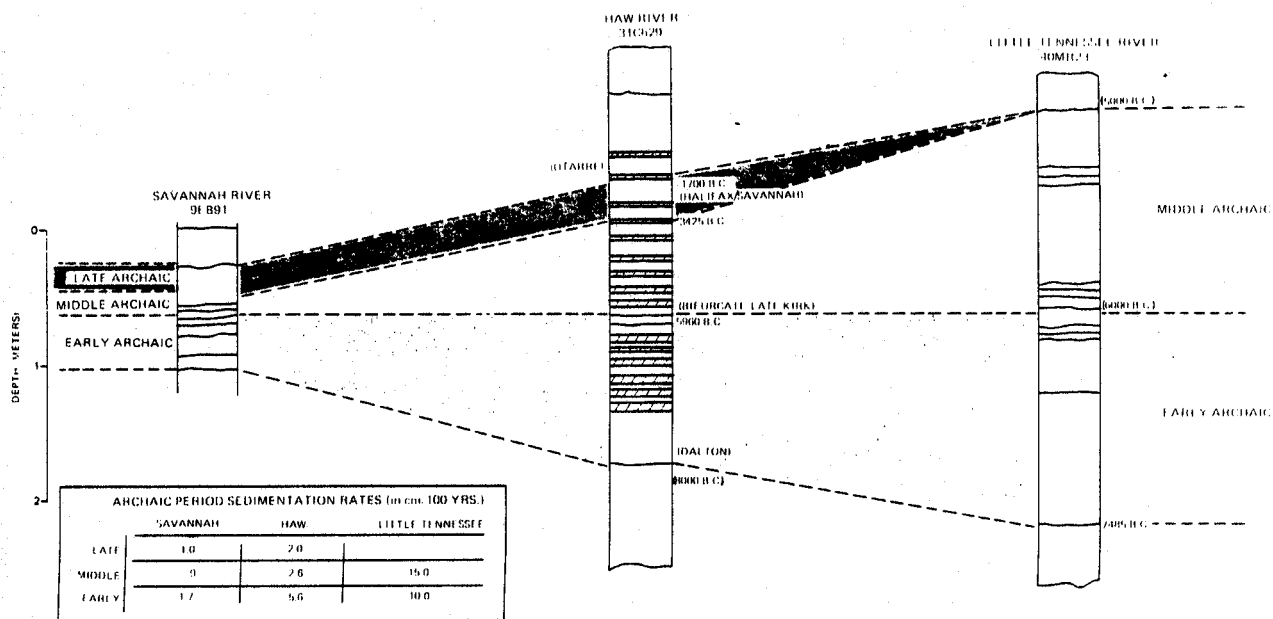 HAW RIVER
31Ch29
LITTLE TENNESSEE RIVER
40MR23
(5000 B.C.)
(OTARRE)
1700 B.C.
(HALIFAX/SAVANNAH)
3425 B.C.
SAVANNAH RIVER
9EB91
0
LATE ARCHAIC
MIDDLE ARCHAIC
MIDDLE ARCHAIC
(BIFURCATE LATE KIRK)
5900 B.C.
(6000 B.C.)
EARLY ARCHAIC
DEPTH METERS)
1
EARLY ARCHAIC
(DALTON)
(8000 B.C.)
2
7485 B.C.
ARCHAIC PERIOD SEDIMENTATION RATES (in cm. 100 YRS.)
SAVANNAH HAW LITTLE TENNESSEE
LATE 1.0 2.0
MIDDLE .9 2.6 15.0
EARLY 1.7 5.6 10.0